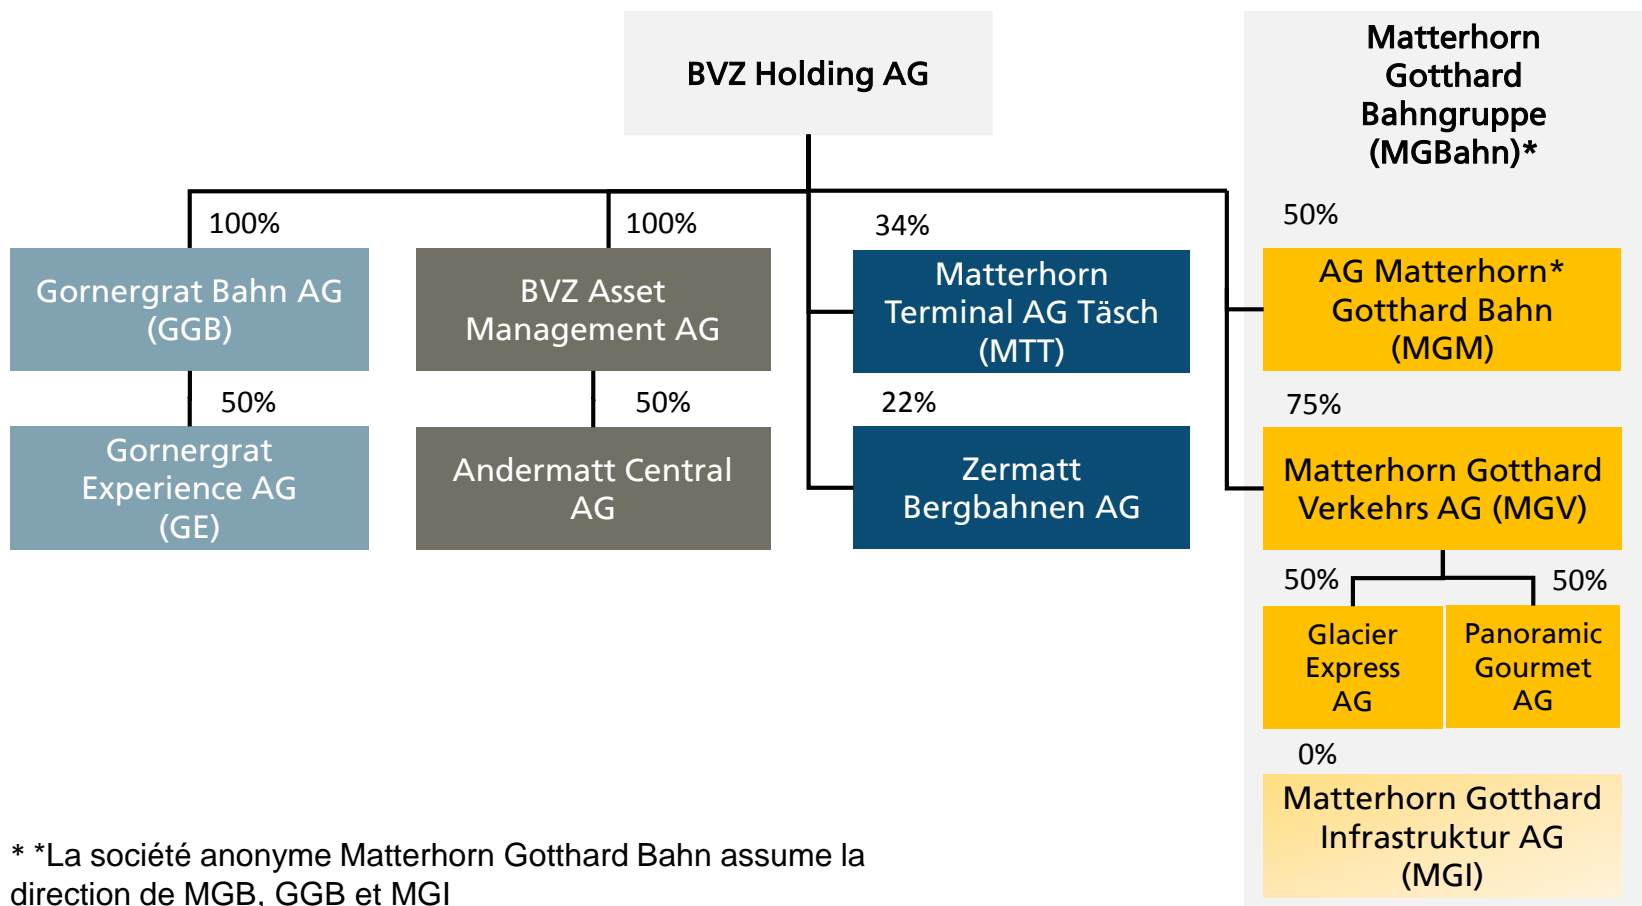 BVZ Holding AG
Matterhorn
Gotthard
Bahngruppe
(MGBahn)*
100%
Gornergrat Bahn AG
(GGB)
50%
Gornergrat
Experience AG
(GE)
100%
BVZ Asset
Management AG
50%
Andermatt Central
AG
34%
Matterhorn
Terminal AG Täsch
(MTT)
22%
Zermatt
Bergbahnen AG
50%
AG Matterhorn*
Gotthard Bahn
(MGM)
75%
Matterhorn Gotthard
Verkehrs AG (MGV)
50%
Glacier
Express
AG
50%
Panoramic
Gourmet
AG
0%
Matterhorn Gotthard
Infrastruktur AG
(MGI)
* *La société anonyme Matterhorn Gotthard Bahn assume la
direction de MGB, GGB et MGI